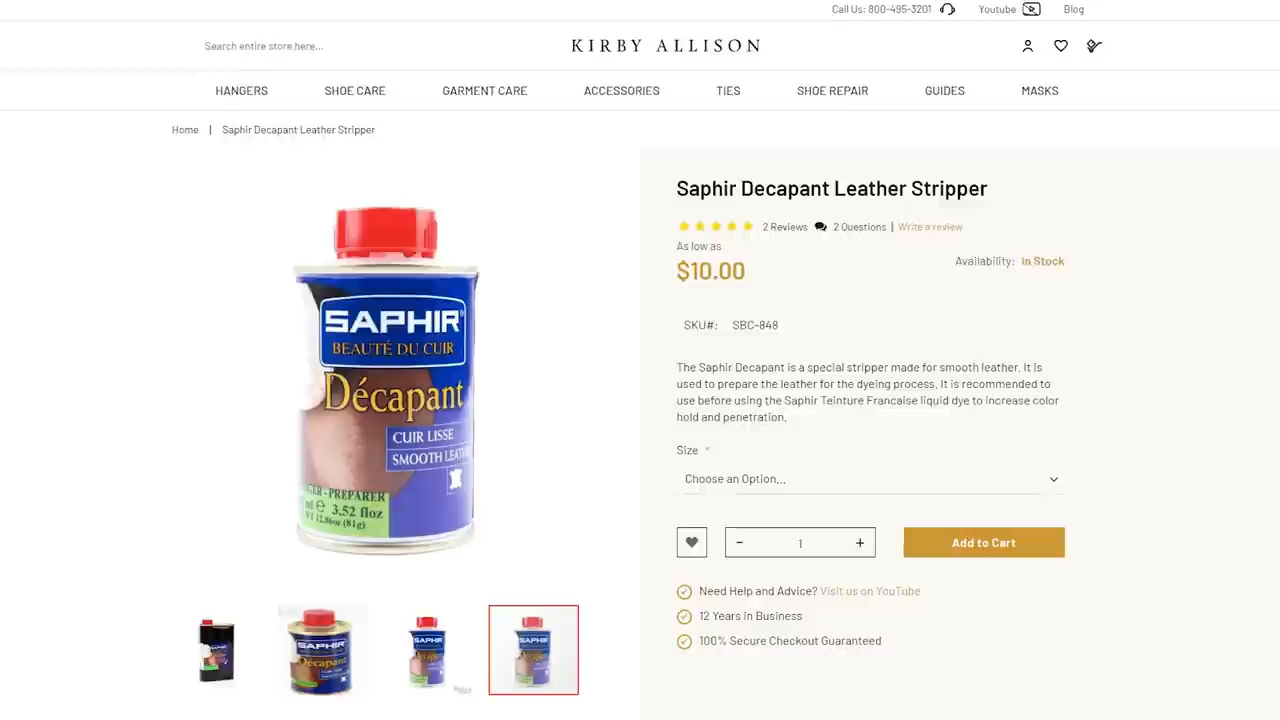 Call Us: 800-495-3201
Youtube
Blog
Search entire store here...
KIRBY ALLISON
HANGERS
SHOE CARE
GARMENT CARE
ACCESSORIES
TIES
SHOE REPAIR
GUIDES
MASKS
Home | Saphir Decapant Leather Stripper
SAPHIR
BEAUTÉ DU CUIR
Décapant
CUIR LISSE
SMOOTH
PREPARER
3.52 floz
(81g)
SAPHIR
Décapant
SAPHIR
SAPHIR
Saphir Decapant Leather Stripper
2 Reviews
2 Questions | Write a review
As low as
$10.00
Availability: In Stock
SKU#: SBC-848
The Saphir Decapant is a special stripper made for smooth leather. It is
used to prepare the leather for the dyeing process. It is recommended to
use before using the Saphir Teinture Francaise liquid dye to increase color
hold and penetration.
Size *
Choose an Option...
- 1 +
Add to Cart
Need Help and Advice? Visit us on YouTube
12 Years in Business
100% Secure Checkout Guaranteed